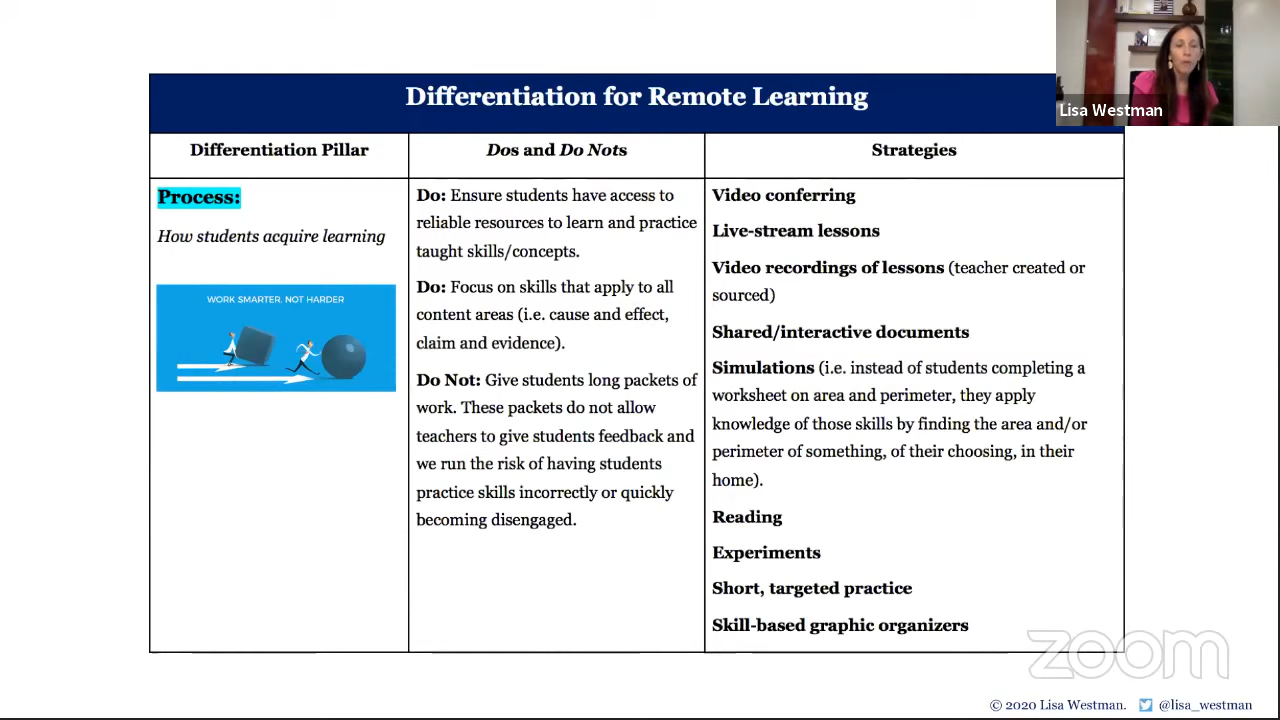 Differentiation for Remote Learning
Lisa Westman
Differentiation Pillar
Dos and Do Nots
Strategies
Process:
How students acquire learning
WORK SMARTER, NOT HARDER
Do: Ensure students have access to
reliable resources to learn and practice
taught skills/concepts.
Do: Focus on skills that apply to all
content areas (i.e. cause and effect,
claim and evidence).
Do Not: Give students long packets of
work. These packets do not allow
teachers to give students feedback and
we run the risk of having students
practice skills incorrectly or quickly
becoming disengaged.
Video conferring
Live-stream lessons
Video recordings of lessons (teacher created or
sourced)
Shared/interactive documents
Simulations (i.e. instead of students completing a
worksheet on area and perimeter, they apply
knowledge of those skills by finding the area and/or
perimeter of something, of their choosing, in their
home).
Reading
Experiments
Short, targeted practice
Skill-based graphic organizers
zoom
© 2020 Lisa Westman. @lisa_westman